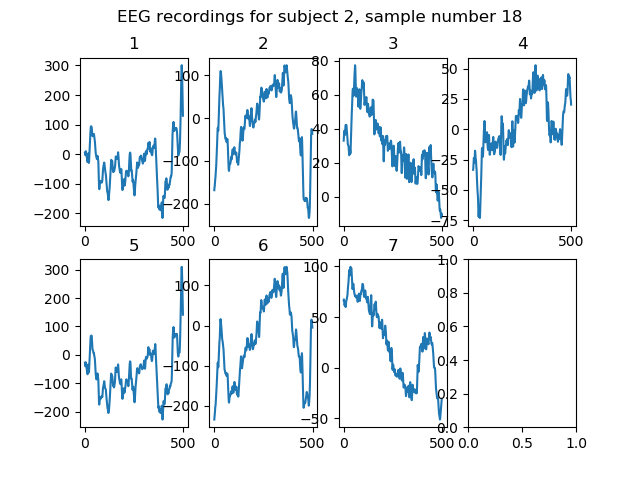 EEG recordings for subject 2, sample number 18
1 2 3 4
300 200 100 0 −100 −200
100 0 −100 −200
80 60 40 20 0
50 25 0 −25 −50 −75
0 500 0 500 0 500 0 500
5 6 7
300 200 100 0 −100 −200
100 0 −100 −200
100 50 0 −50
1.0 0.8 0.6 0.4 0.2 0.0
0 500 0 500 0 500 0.0 0.5 1.0